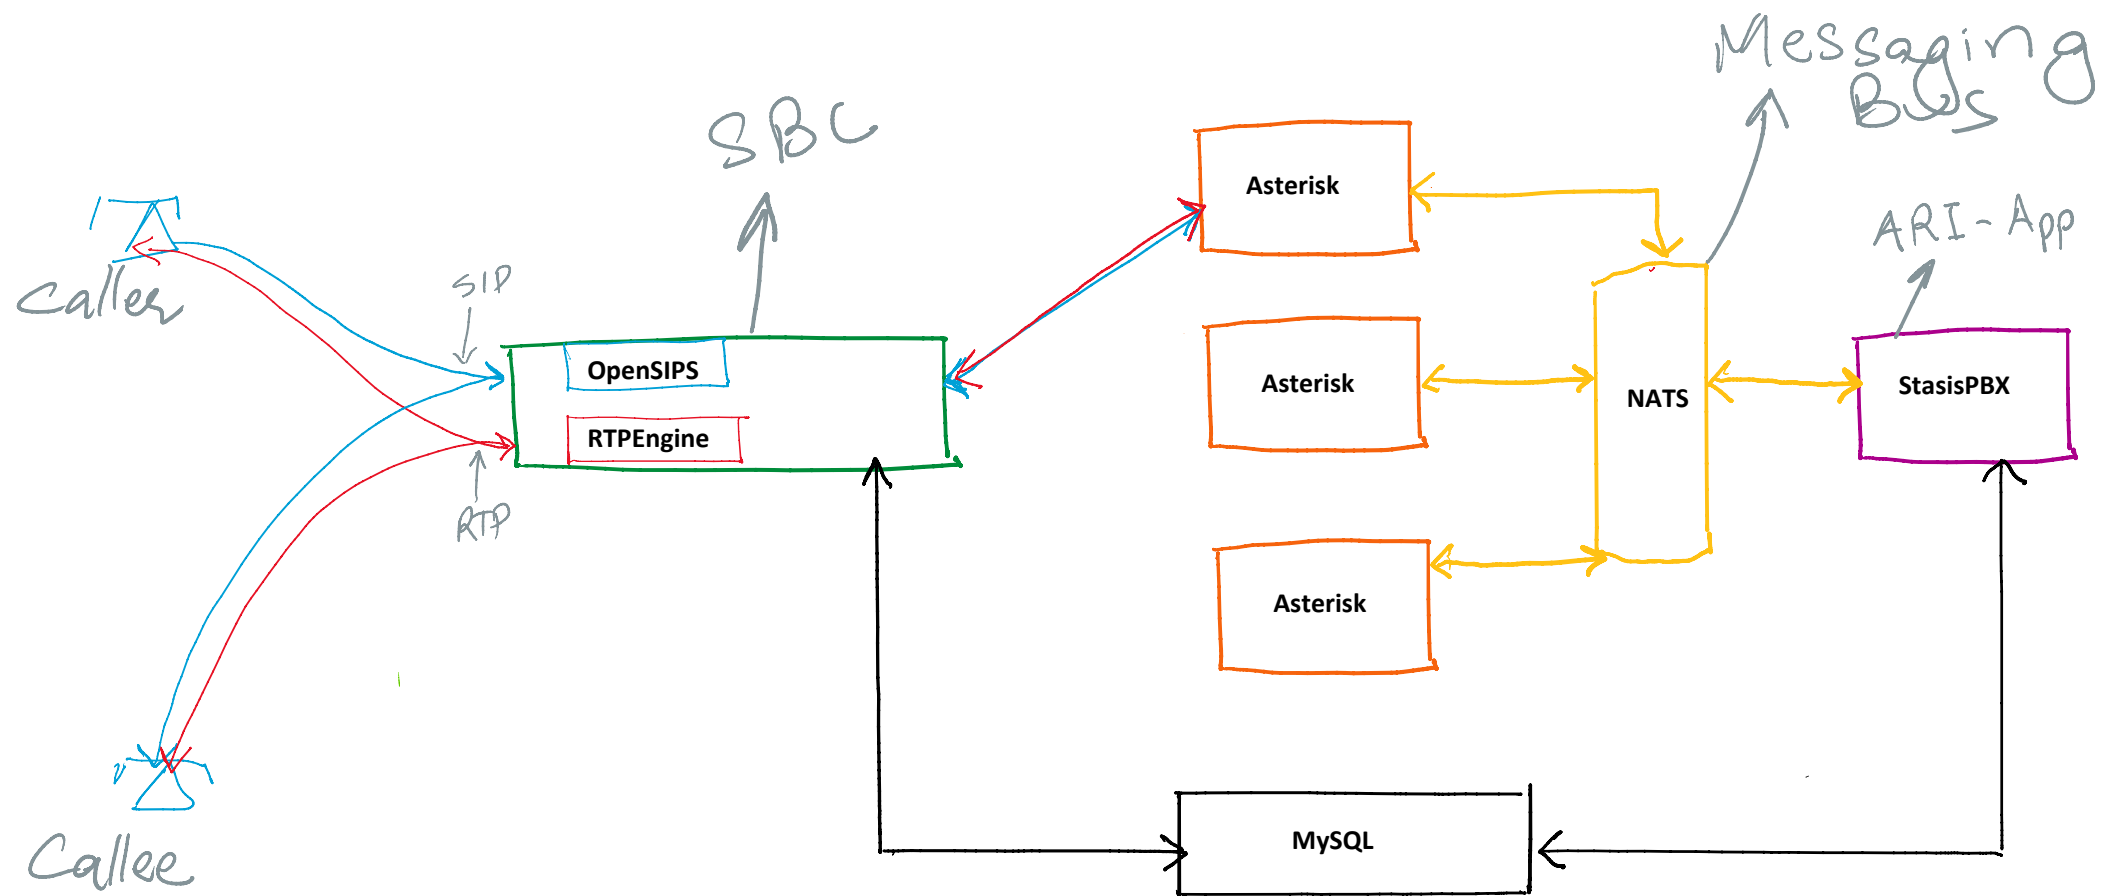 Messaging
Bus
SBC
Asterisk
ARI-App
Caller
SIP
OpenSIPS
RTPEngine
Asterisk
NATS
StasisPBX
RTP
Asterisk
MySQL
Callee